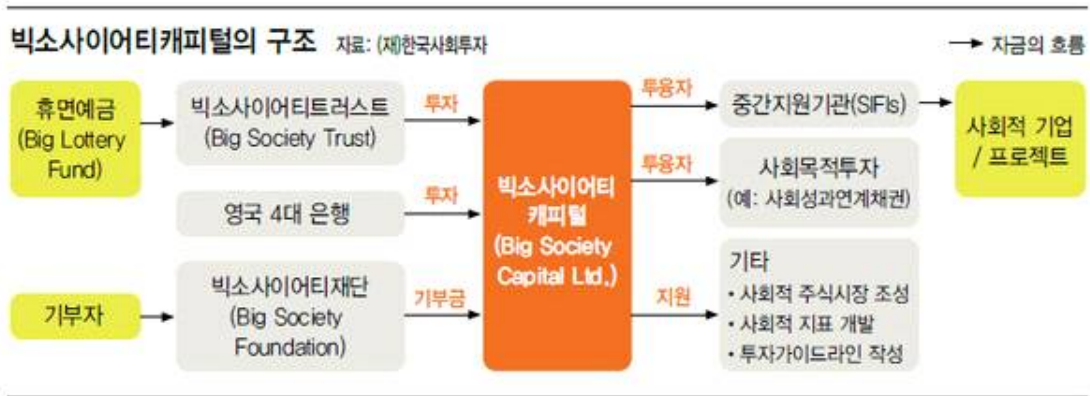 빅소사이어티캐피털의 구조 자료: (재)한국사회투자
→ 자금의 흐름
휴면예금
(Big Lottery
Fund)
빅소사이어티트러스트
(Big Society Trust)
투자
영국 4대 은행
투자
기부자
빅소사이어티재단
(Big Society
Foundation)
기부금
빅소사이어티
캐피털
(Big Society
Capital Ltd.)
투융자
중간지원기관(SIFIs)
사회적 기업
/ 프로젝트
투융자
사회목적투자
(예: 사회성과연계채권)
지원
기타
• 사회적 주식시장 조성
• 사회적 지표 개발
• 투자가이드라인 작성